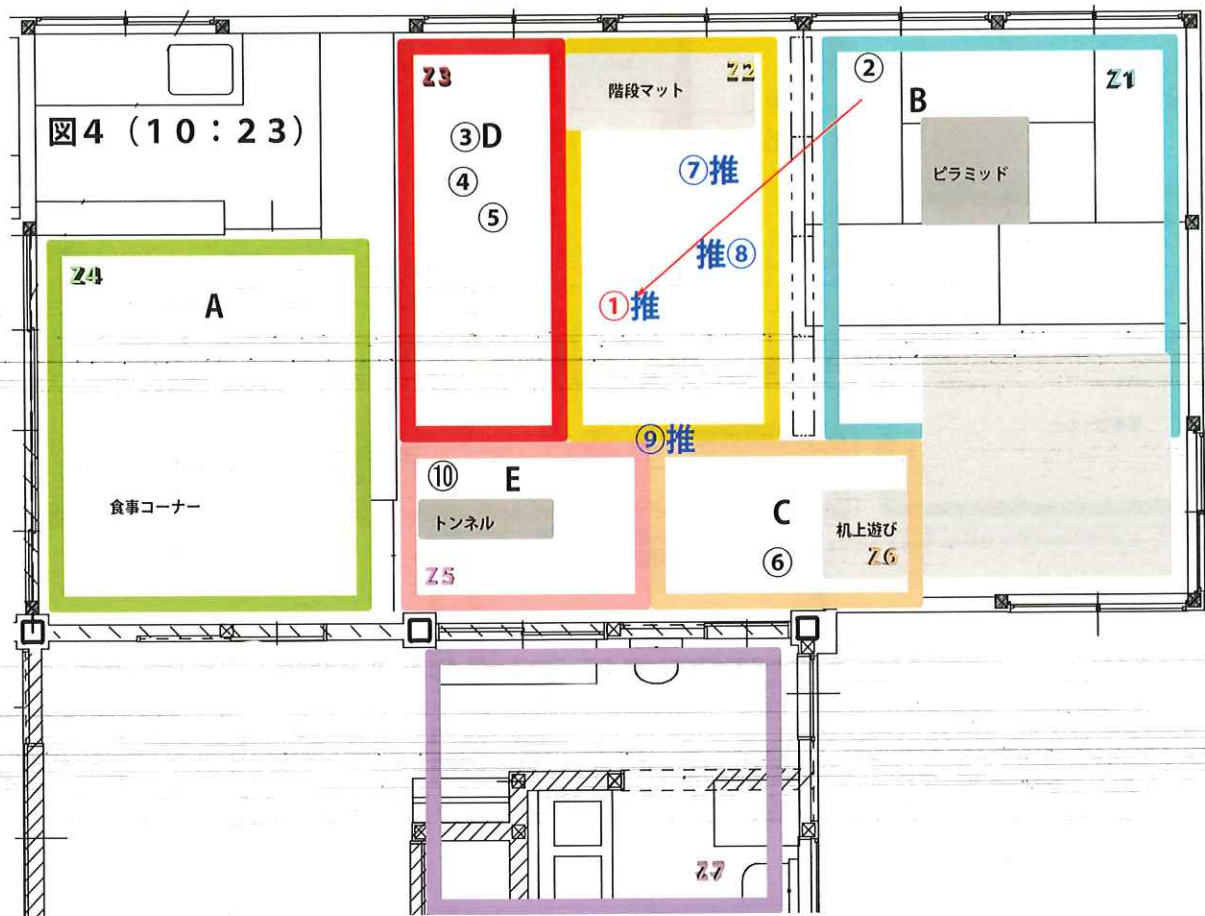 図4（10：23）
Z3
③D
④
⑤
Z2
階段マット
⑦推
推⑧
①推
②
B
Z1
ピラミッド
Z4
A
食事コーナー
⑨推
⑩
E
トンネル
Z5
C
⑥
机上遊び
Z6
Z7